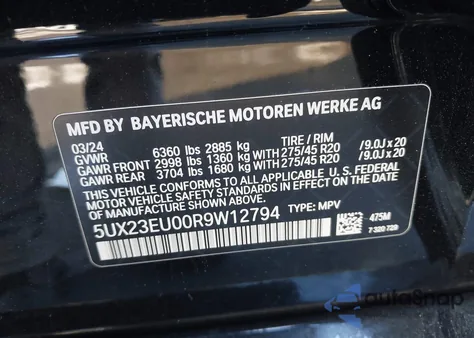 MFD BY BAYERISCHE MOTOREN WERKE AG
03/24 TIRE / RIM
GVWR 6360 lbs 2885 kg
GAWR FRONT 2998 lbs 1360 kg WITH 275/45 R20 /9.0J x 20
GAWR REAR 3704 lbs 1680 kg WITH 275/45 R20 /9.0J x 20
THIS VEHICLE CONFORMS TO ALL APPLICABLE U.S. FEDERAL
MOTOR VEHICLE SAFETY STANDARDS IN EFFECT ON THE DATE OF
MANUFACTURE SHOWN ABOVE.
5UX23EU00R9W12794 TYPE: MPV
475M
7 320 729
autoSnap